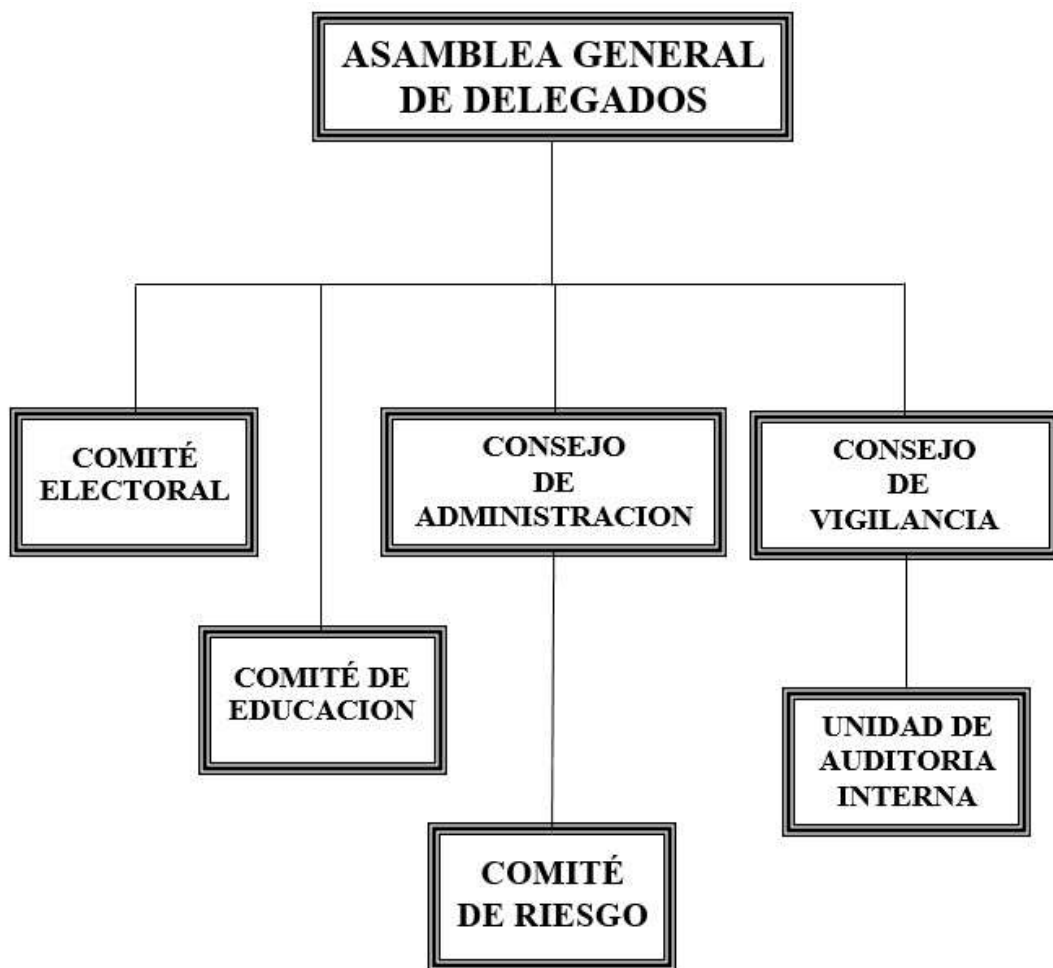 ASAMBLEA GENERAL
DE DELEGADOS
COMITÉ
ELECTORAL
CONSEJO
DE
ADMINISTRACION
CONSEJO
DE
VIGILANCIA
COMITÉ DE
EDUCACION
UNIDAD DE
AUDITORIA
INTERNA
COMITÉ
DE RIESGO